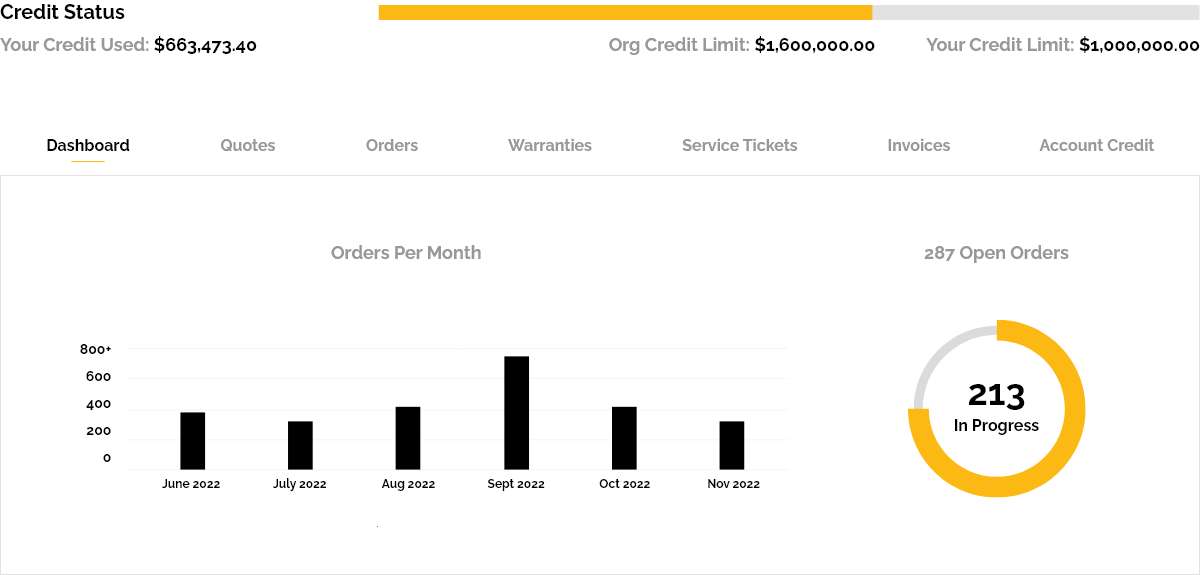 Credit Status
Your Credit Used: $663,473.40
Org Credit Limit: $1,600,000.00
Your Credit Limit: $1,000,000.00
Dashboard
Quotes
Orders
Warranties
Service Tickets
Invoices
Account Credit
Orders Per Month
800+
600
400
200
0
June 2022
July 2022
Aug 2022
Sept 2022
Oct 2022
Nov 2022
287 Open Orders
213
In Progress